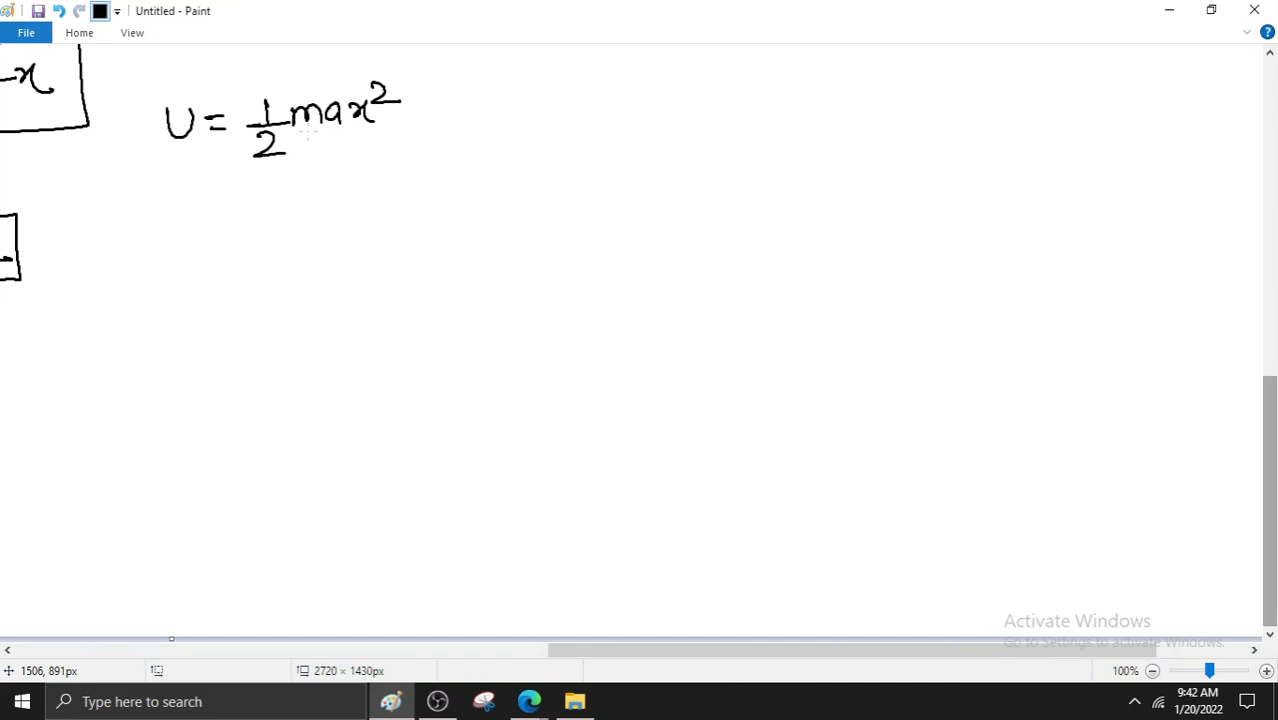 Untitled - Paint
File Home View
x
U = 1/2 max²
Activate Windows
Go to Settings to activate Windows.
1506, 891px 2720 × 1430px 100%
Type here to search
9:42 AM
1/20/2022